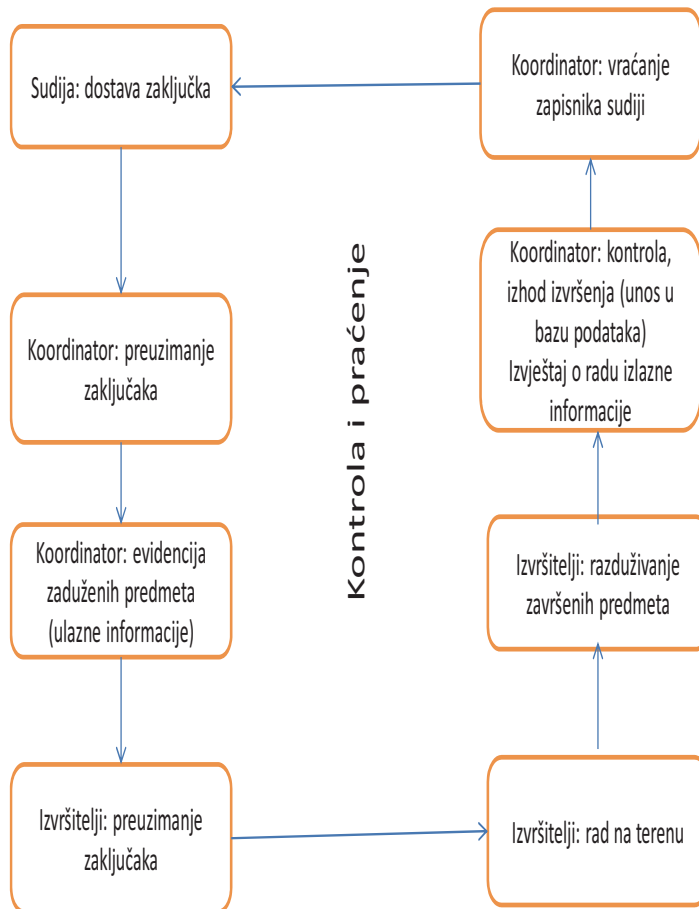 Sudija: dostava zaključka
Koordinator: preuzimanje
zaključaka
Koordinator: evidencija
zaduženih predmeta
(ulazne informacije)
Izvršitelji: preuzimanje
zaključaka
Kontrola i praćenje
Koordinator: vraćanje
zapisnika sudiji
Koordinator: kontrola,
izhod izvršenja (unos u
bazu podataka)
Izvještaj o radu izlazne
informacije
Izvršitelji: razduživanje
završenih predmeta
Izvršitelji: rad na terenu